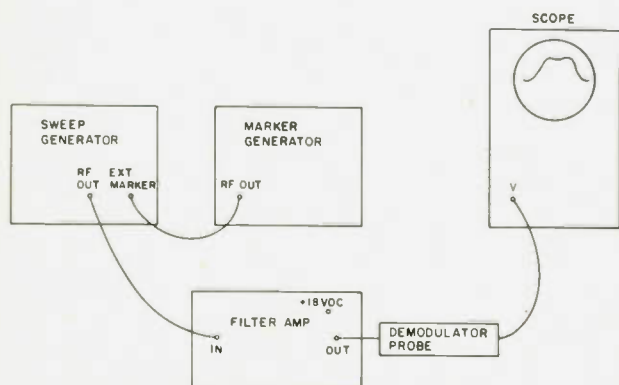 SCOPE
SWEEP
GENERATOR
MARKER
GENERATOR
RF
OUT
EXT
MARKER
RF OUT
V
+18VDC
FILTER AMP
IN
OUT
DEMODULATOR
PROBE